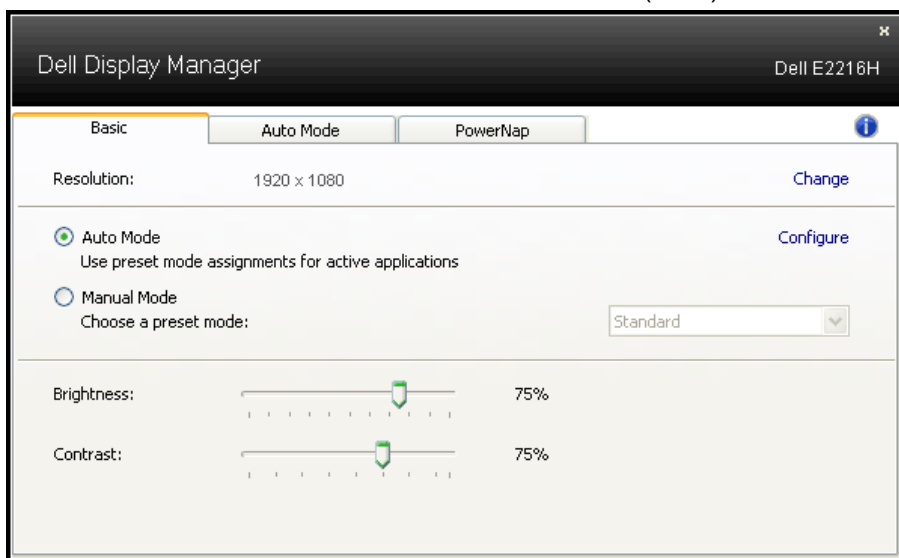 x
Dell Display Manager
Dell E2216H
Basic
Auto Mode
PowerNap
i
Resolution:
1920 x 1080
Change
Auto Mode
Configure
Use preset mode assignments for active applications
Manual Mode
Choose a preset mode:
Standard
Brightness:
75%
Contrast:
75%